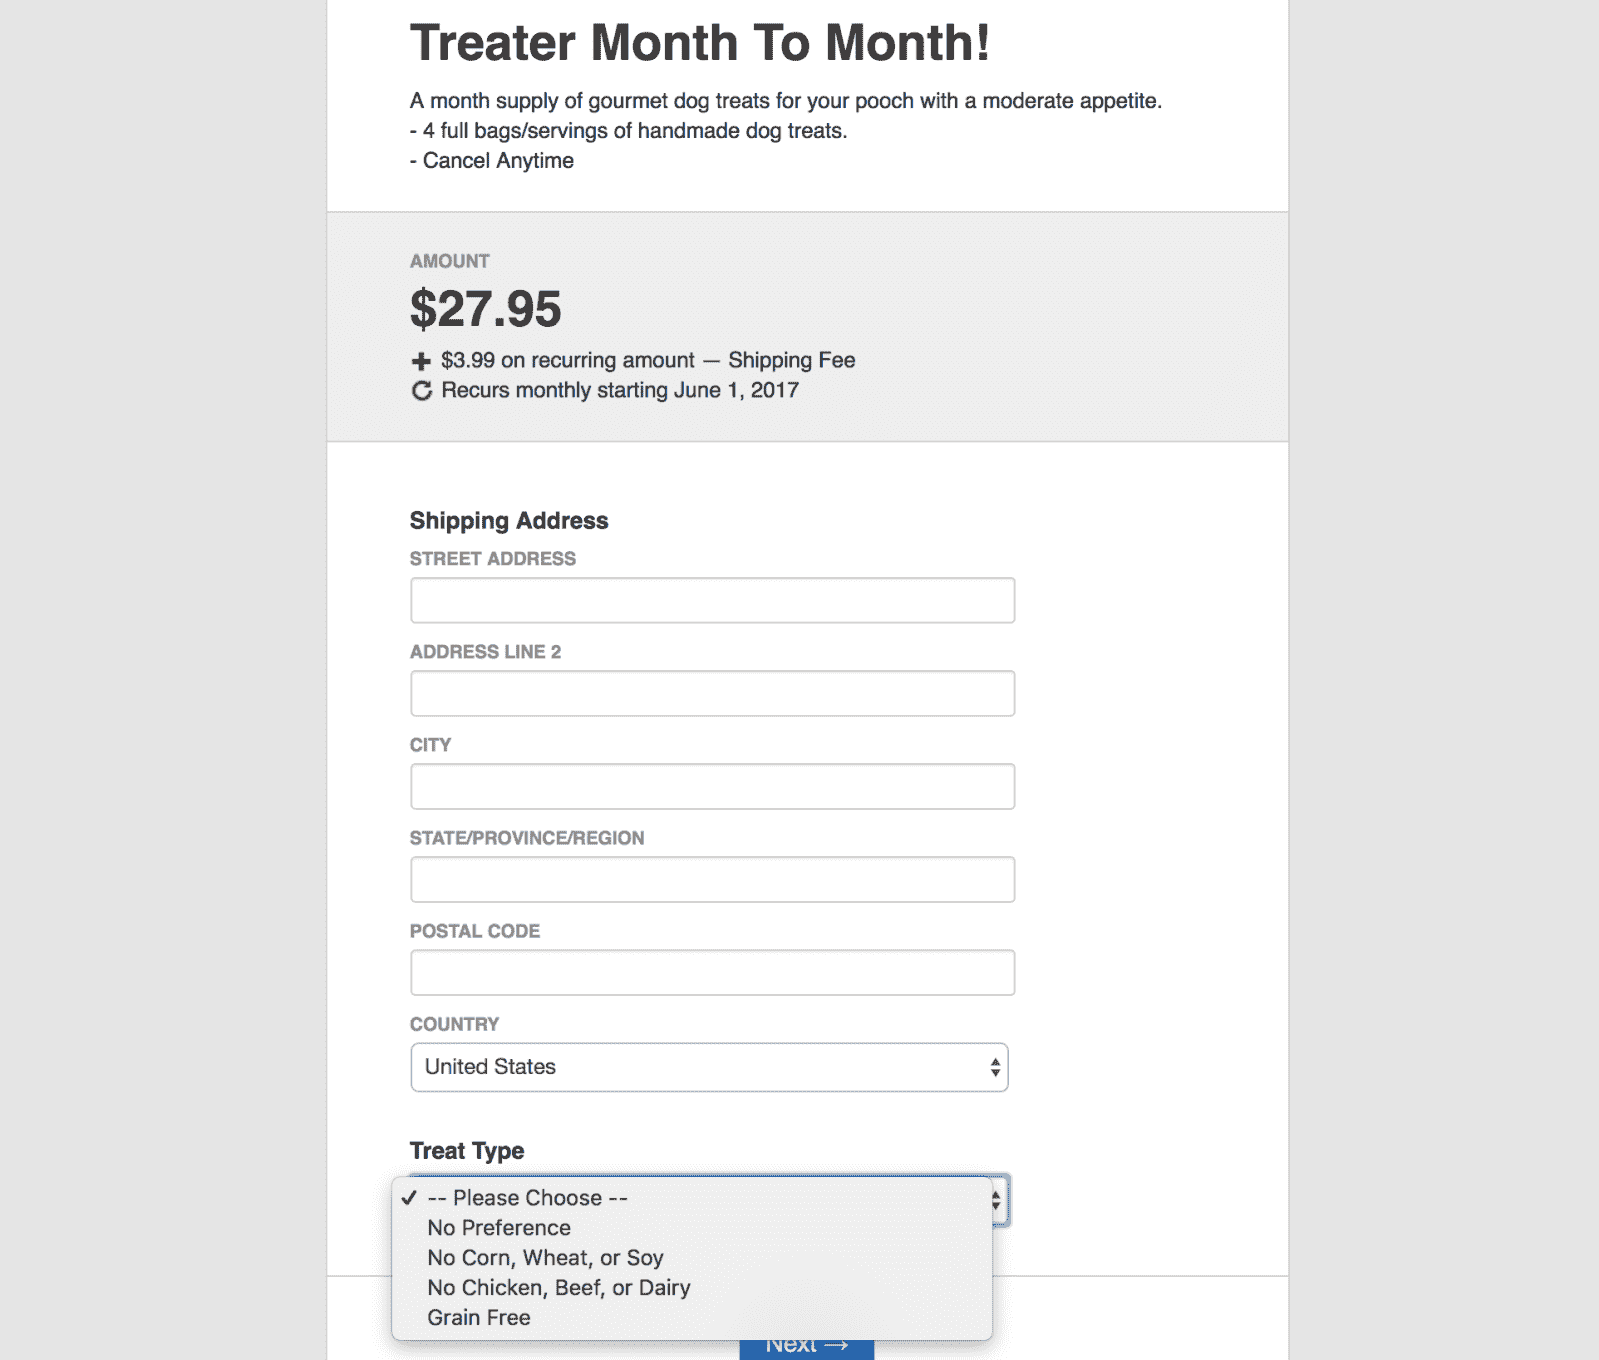 Treater Month To Month!
A month supply of gourmet dog treats for your pooch with a moderate appetite.
- 4 full bags/servings of handmade dog treats.
- Cancel Anytime
AMOUNT
$27.95
$3.99 on recurring amount — Shipping Fee
Recurs monthly starting June 1, 2017
Shipping Address
STREET ADDRESS
ADDRESS LINE 2
CITY
STATE/PROVINCE/REGION
POSTAL CODE
COUNTRY
United States
Treat Type
✓ -- Please Choose --
No Preference
No Corn, Wheat, or Soy
No Chicken, Beef, or Dairy
Grain Free
Next →